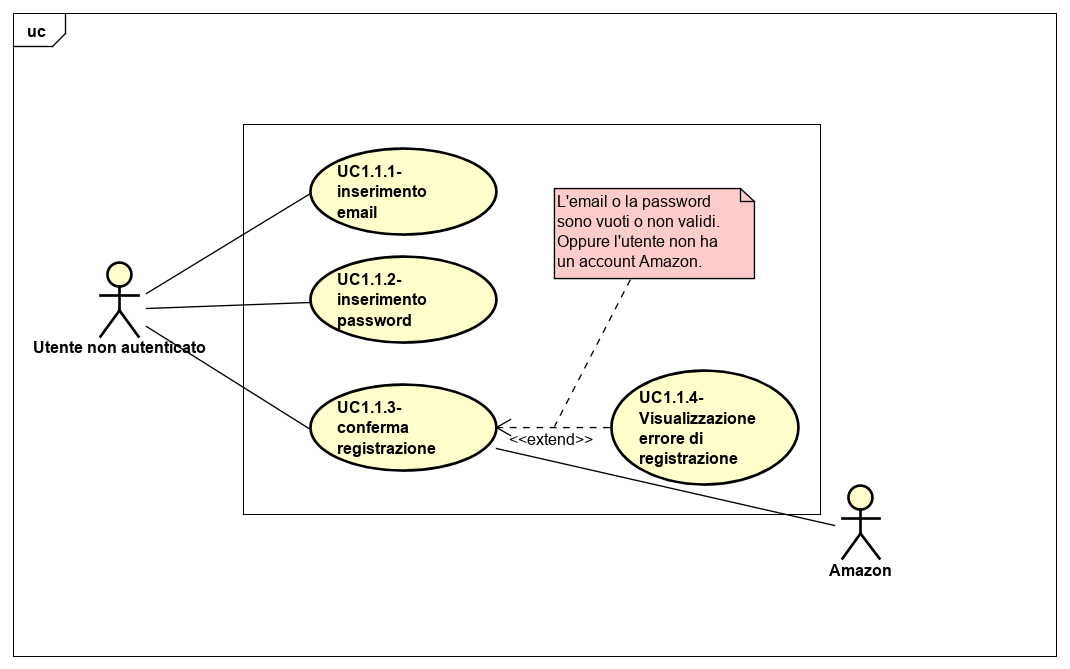 uc
UC1.1.1-
inserimento
email
L'email o la password
sono vuoti o non validi.
Oppure l'utente non ha
un account Amazon.
UC1.1.2-
inserimento
password
Utente non autenticato
UC1.1.3-
conferma
registrazione
<<extend>>
UC1.1.4-
Visualizzazione
errore di
registrazione
Amazon